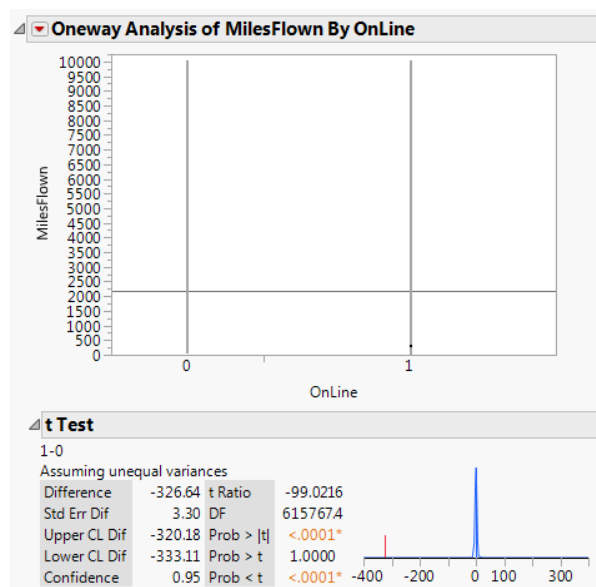 Oneway Analysis of MilesFlown By OnLine
10000
9500
9000
8500
8000
7500
7000
6500
6000
5500
5000
4500
4000
3500
3000
2500
2000
1500
1000
500
0
MilesFlown
0 1
OnLine
t Test
1-0
Assuming unequal variances
Difference -326.64 t Ratio -99.0216
Std Err Dif 3.30 DF 615767.4
Upper CL Dif -320.18 Prob > |t| <.0001*
Lower CL Dif -333.11 Prob > t 1.0000
Confidence 0.95 Prob < t <.0001*
-400 -200 0 100 300